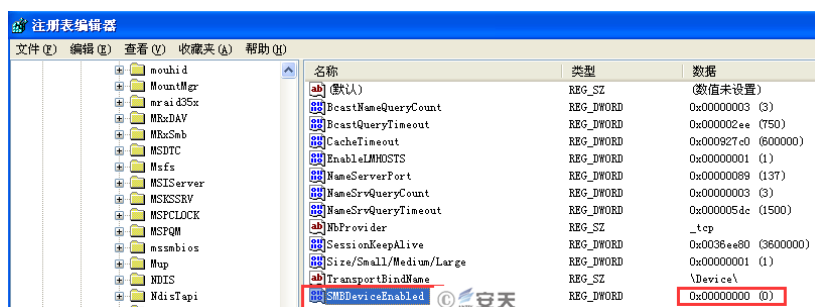 注册表编辑器
文件(F) 编辑(E) 查看(V) 收藏夹(A) 帮助(H)
mouhid
MountMgr
mraid35x
MRxDAV
MRxSmb
MSDTC
Msfs
MSIServer
MSKSSRV
MSPCLOCK
MSPQM
mssmbios
Mup
NDIS
NdisTapi
名称 类型 数据
(默认) REG_SZ (数值未设置)
BcastNameQueryCount REG_DWORD 0x00000003 (3)
BcastQueryTimeout REG_DWORD 0x000002ee (750)
CacheTimeout REG_DWORD 0x000927c0 (600000)
EnableLMHOSTS REG_DWORD 0x00000001 (1)
NameServerPort REG_DWORD 0x00000089 (137)
NameSrvQueryCount REG_DWORD 0x00000003 (3)
NameSrvQueryTimeout REG_DWORD 0x000005dc (1500)
NbProvider REG_SZ _tcp
SessionKeepAlive REG_DWORD 0x0036ee80 (3600000)
Size/Small/Medium/Large REG_DWORD 0x00000001 (1)
TransportBindName REG_SZ \Device\
SMBDeviceEnabled REG_DWORD 0x00000000 (0)
© 安天